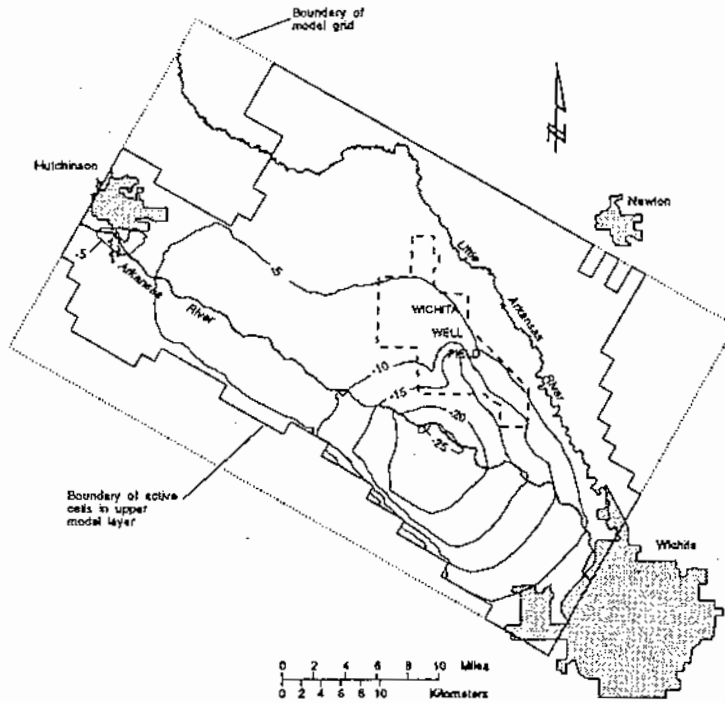 Boundary of
model grid
Hutchinson
N
Newton
-5
Arkansas
River
-5
Little
Arkansas
River
WICHITA
WELL
FIELD
-10
-15
-20
-25
Boundary of active
cells in upper
model layer
Wichita
0 2 4 6 8 10 Miles
0 2 4 6 8 10 Kilometers